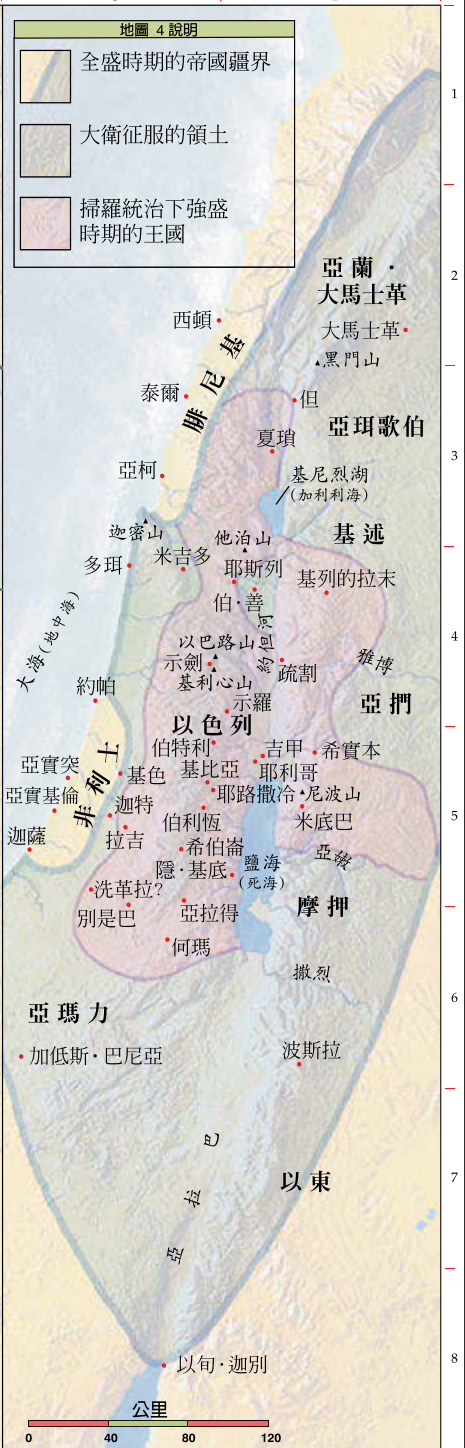 地圖 4 說明
全盛時期的帝國疆界
大衛征服的領土
掃羅統治下強盛
時期的王國
1
亞蘭·
大馬士革
2
西頓
大馬士革
黑門山
腓尼基
泰爾
但
亞珥歌伯
夏瑣
3
亞柯
基尼烈湖
(加利利海)
迦密山
他泊山
基述
多珥
米吉多
耶斯列
基列的拉末
伯·善
大海(地中海)
約但河
以巴路山
4
示劍
雅博
基利心山
疏割
約帕
示羅
亞捫
以色列
伯特利
吉甲
希實本
亞實突
非利士
基色
基比亞
耶利哥
亞實基倫
迦特
耶路撒冷
尼波山
5
伯利恆
米底巴
迦薩
拉吉
希伯崙
亞嫩
隱·基底
鹽海
(死海)
洗革拉?
別是巴
亞拉得
摩押
何瑪
撒烈
6
亞瑪力
加低斯·巴尼亞
波斯拉
亞拉巴
以東
7
以旬·迦別
8
公里
0
40
80
120